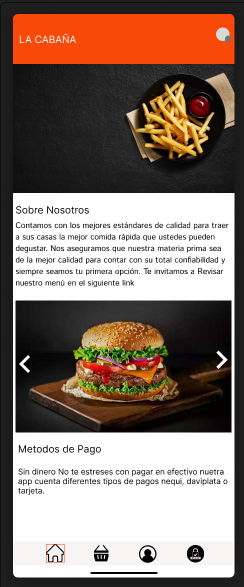 LA CABAÑA
Sobre Nosotros
Contamos con los mejores estándares de calidad para traer
a sus casas la mejor comida rápida que ustedes pueden
degustar. Nos aseguramos que nuestra materia prima sea
de la mejor calidad para contar con su total confiabilidad y
siempre seamos tu primera opción. Te invitamos a Revisar
nuestro menú en el siguiente link
Metodos de Pago
Sin dinero No te estreses con pagar en efectivo nuetra
app cuenta diferentes tipos de pagos nequi, daviplata o
tarjeta.